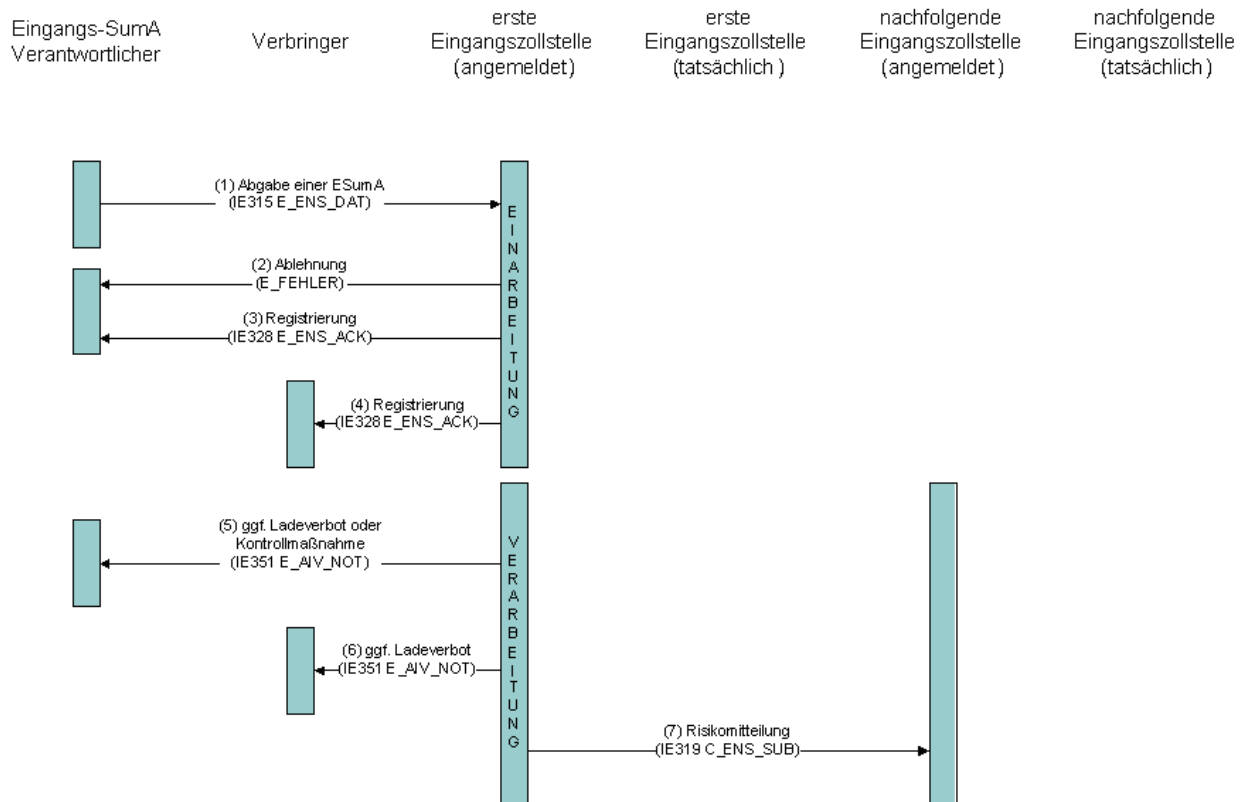 Eingangs-SumA
Verantwortlicher
Verbringer
erste
Eingangszollstelle
(angemeldet)
erste
Eingangszollstelle
(tatsächlich )
nachfolgende
Eingangszollstelle
(angemeldet)
nachfolgende
Eingangszollstelle
(tatsächlich )
(1) Abgabe einer ESumA
(IE315 E_ENS_DAT)
(2) Ablehnung
(E_FEHLER)
(3) Registrierung
(IE328 E_ENS_ACK)
(4) Registrierung
(IE328 E_ENS_ACK)
EINARBEITUNG
(5) ggf. Ladeverbot oder
Kontrollmaßnahme
(IE351 E_AIV_NOT)
(6) ggf. Ladeverbot
(IE351 E_AIV_NOT)
VERARBEITUNG
(7) Risikomitteilung
(IE319 C_ENS_SUB)